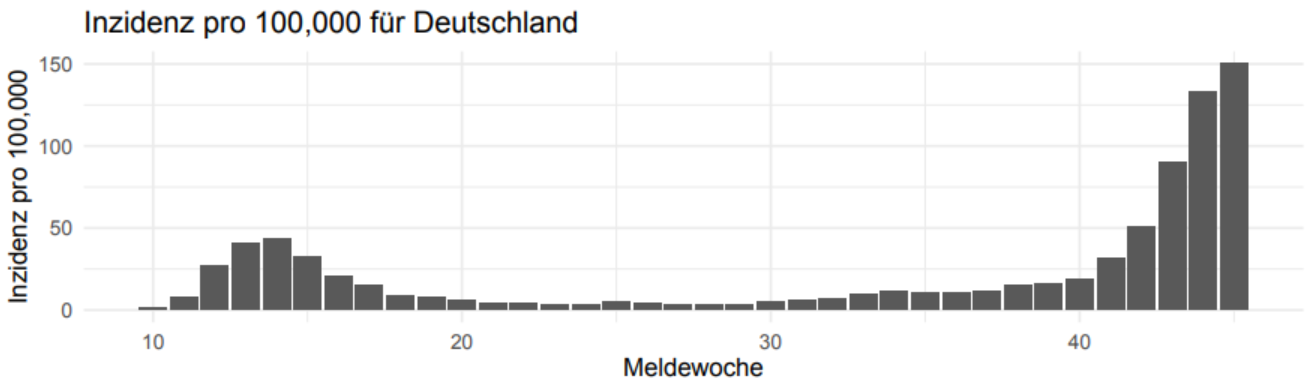 Inzidenz pro 100,000 für Deutschland
Inzidenz pro 100,000
150
100
50
0
10 20 30 40
Meldewoche